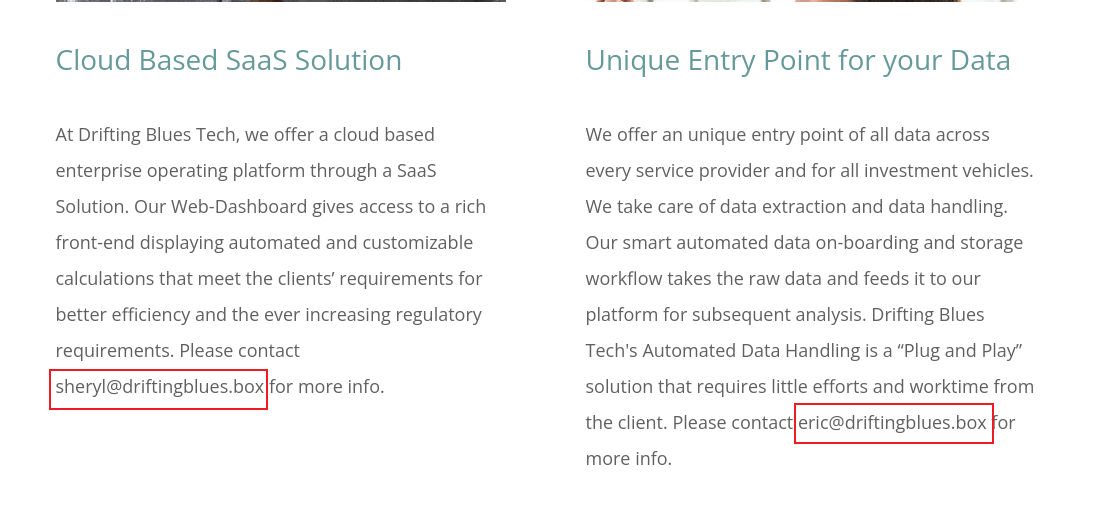 Cloud Based SaaS Solution
At Drifting Blues Tech, we offer a cloud based
enterprise operating platform through a SaaS
Solution. Our Web-Dashboard gives access to a rich
front-end displaying automated and customizable
calculations that meet the clients’ requirements for
better efficiency and the ever increasing regulatory
requirements. Please contact
sheryl@driftingblues.box for more info.
Unique Entry Point for your Data
We offer an unique entry point of all data across
every service provider and for all investment vehicles.
We take care of data extraction and data handling.
Our smart automated data on-boarding and storage
workflow takes the raw data and feeds it to our
platform for subsequent analysis. Drifting Blues
Tech's Automated Data Handling is a “Plug and Play”
solution that requires little efforts and worktime from
the client. Please contact eric@driftingblues.box for
more info.